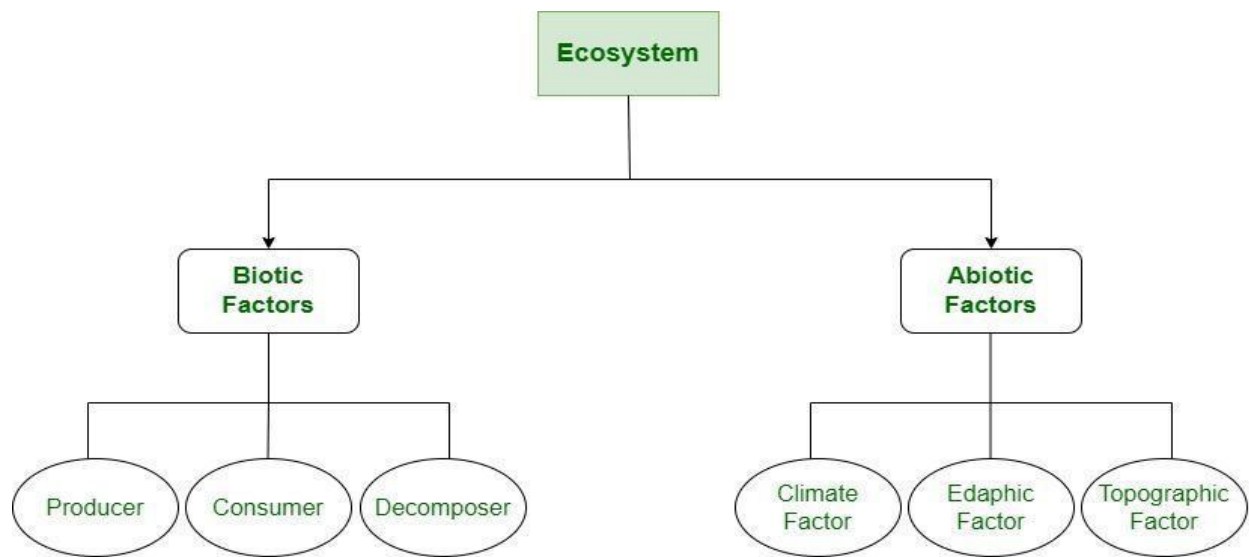 Ecosystem
Biotic
Factors
Abiotic
Factors
Producer
Consumer
Decomposer
Climate
Factor
Edaphic
Factor
Topographic
Factor